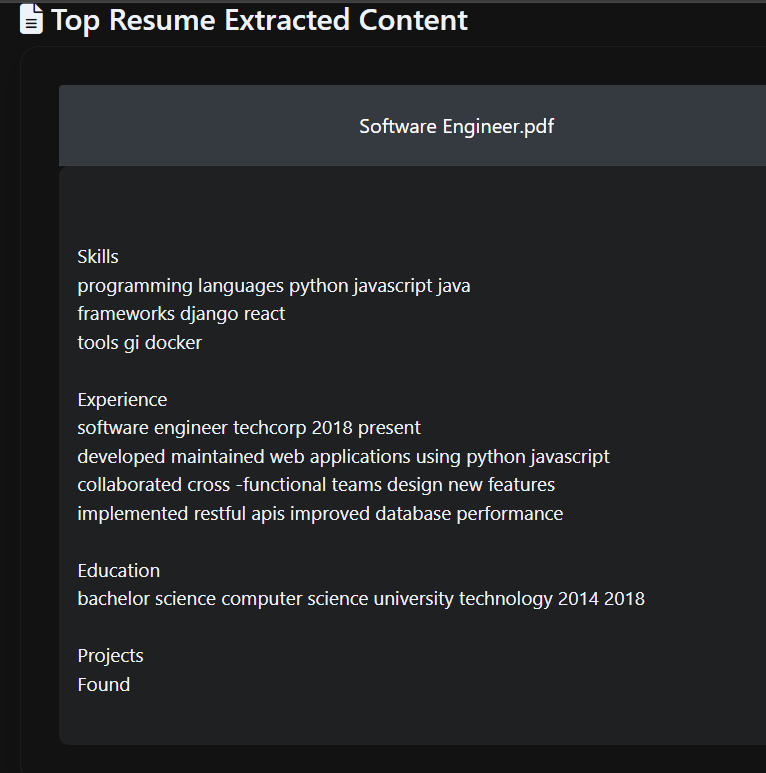 Top Resume Extracted Content
Software Engineer.pdf
Skills
programming languages python javascript java
frameworks django react
tools gi docker
Experience
software engineer techcorp 2018 present
developed maintained web applications using python javascript
collaborated cross -functional teams design new features
implemented restful apis improved database performance
Education
bachelor science computer science university technology 2014 2018
Projects
Found